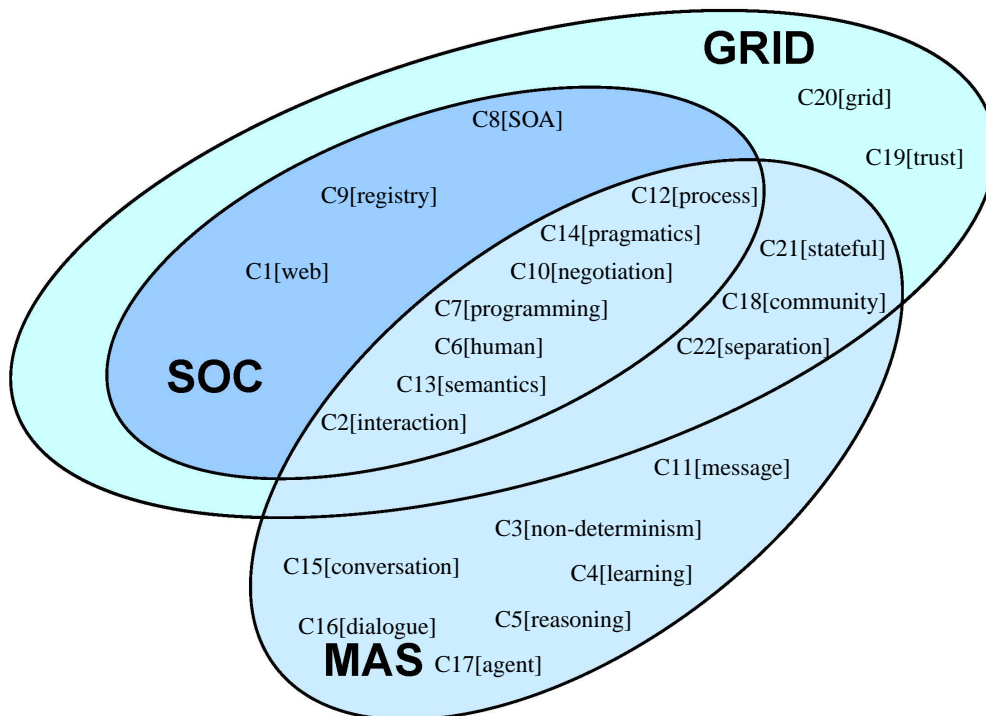 GRID
C20[grid]
C8[SOA]
C19[trust]
C9[registry]
C12[process]
C14[pragmatics]
C21[stateful]
C1[web]
C10[negotiation]
C18[community]
C7[programming]
C6[human]
C22[separation]
SOC
C13[semantics]
C2[interaction]
C11[message]
C3[non-determinism]
C15[conversation]
C4[learning]
C5[reasoning]
C16[dialogue]
MAS
C17[agent]